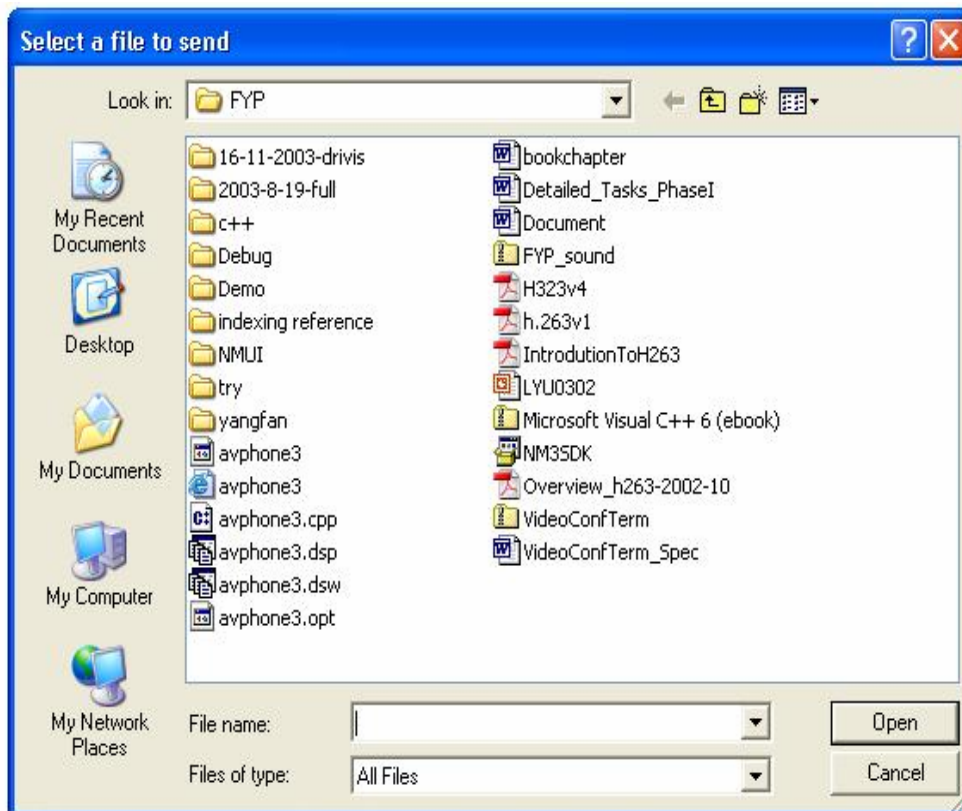 Select a file to send
Look in: FYP
My Recent
Documents
Desktop
My Documents
My Computer
My Network
Places
16-11-2003-drivis
2003-8-19-full
c++
Debug
Demo
indexing reference
NMUI
try
yangfan
avphone3
avphone3
avphone3.cpp
avphone3.dsp
avphone3.dsw
avphone3.opt
bookchapter
Detailed_Tasks_PhaseI
Document
FYP_sound
H323v4
h.263v1
IntrodutionToH263
LYU0302
Microsoft Visual C++ 6 (ebook)
NM3SDK
Overview_h263-2002-10
VideoConfTerm
VideoConfTerm_Spec
File name:
Open
Files of type: All Files
Cancel